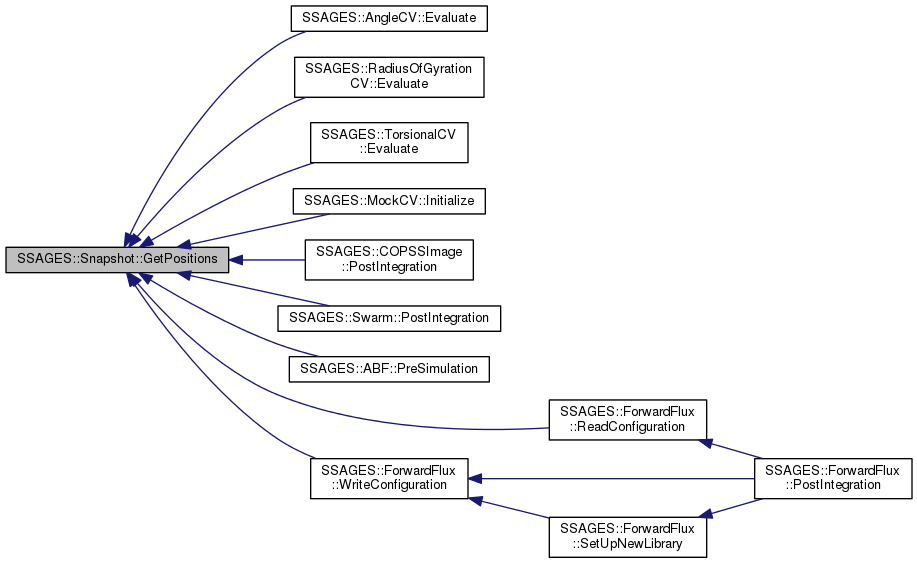 SSAGES::AngleCV::Evaluate
SSAGES::RadiusOfGyration
CV::Evaluate
SSAGES::TorsionalCV
::Evaluate
SSAGES::MockCV::Initialize
SSAGES::Snapshot::GetPositions
SSAGES::COPSSImage
::PostIntegration
SSAGES::Swarm::PostIntegration
SSAGES::ABF::PreSimulation
SSAGES::ForwardFlux
::ReadConfiguration
SSAGES::ForwardFlux
::WriteConfiguration
SSAGES::ForwardFlux
::PostIntegration
SSAGES::ForwardFlux
::SetUpNewLibrary